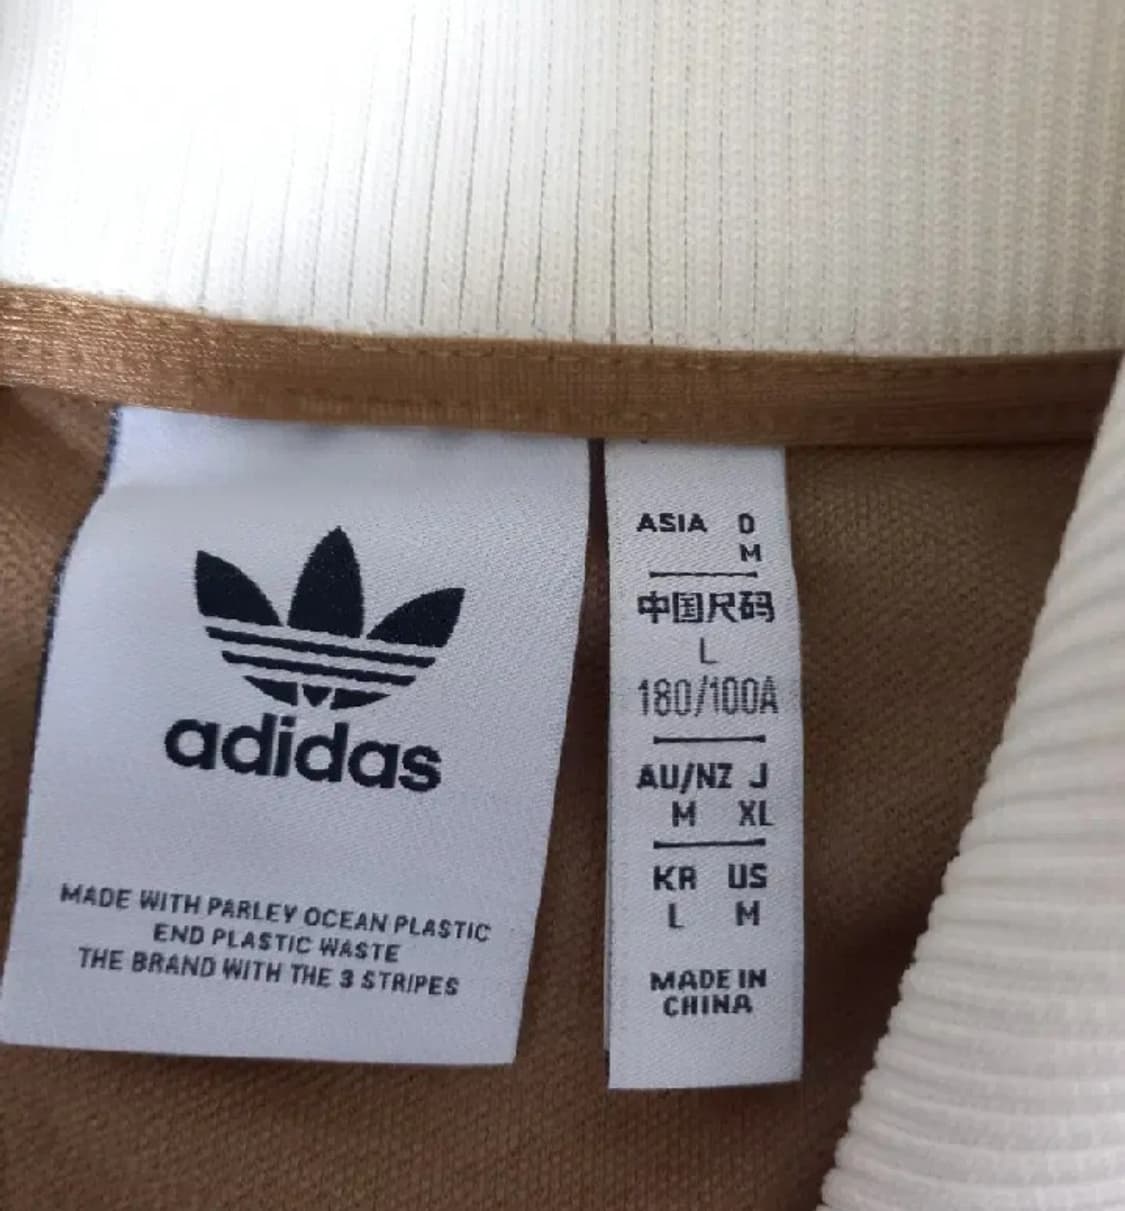 adidas
MADE WITH PARLEY OCEAN PLASTIC
END PLASTIC WASTE
THE BRAND WITH THE 3 STRIPES
ASIA D
M
中国尺码
L
180/100A
AU/NZ J
M XL
KR US
L M
MADE IN
CHINA